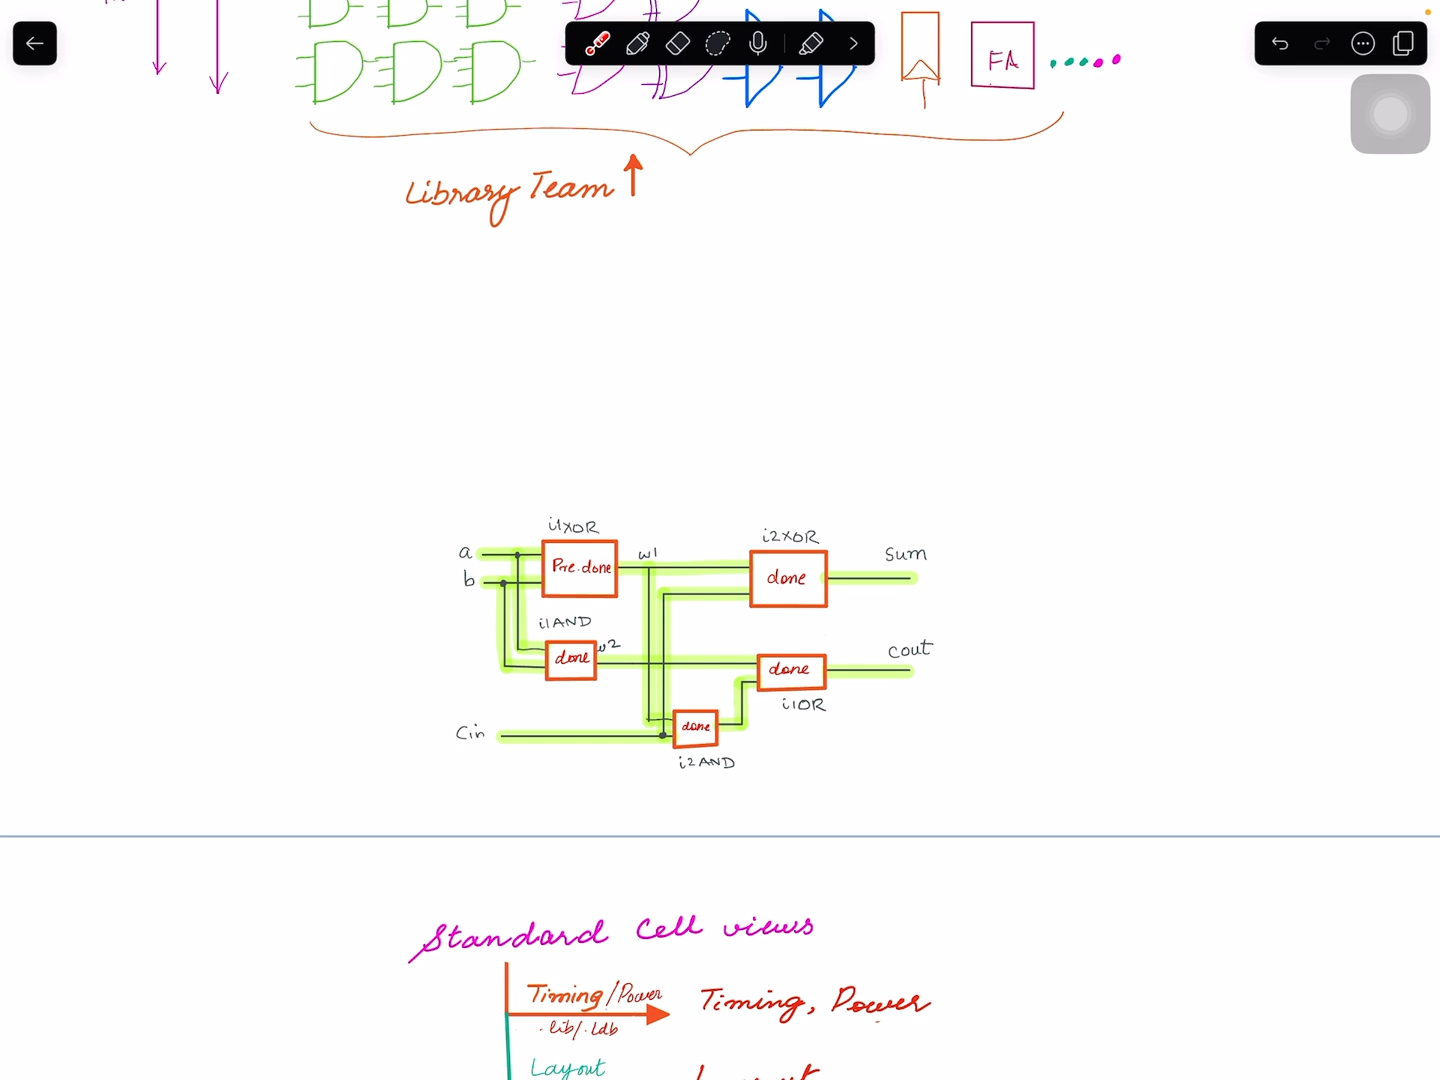 FA
Library Team
i1XOR
i2XOR
a
Pre.done
w1
done
Sum
b
i1AND
done
w2
done
Cout
i1OR
Cin
done
i2AND
Standard Cell views
Timing/Power
Timing, Power
.lib/.ldb
Layout